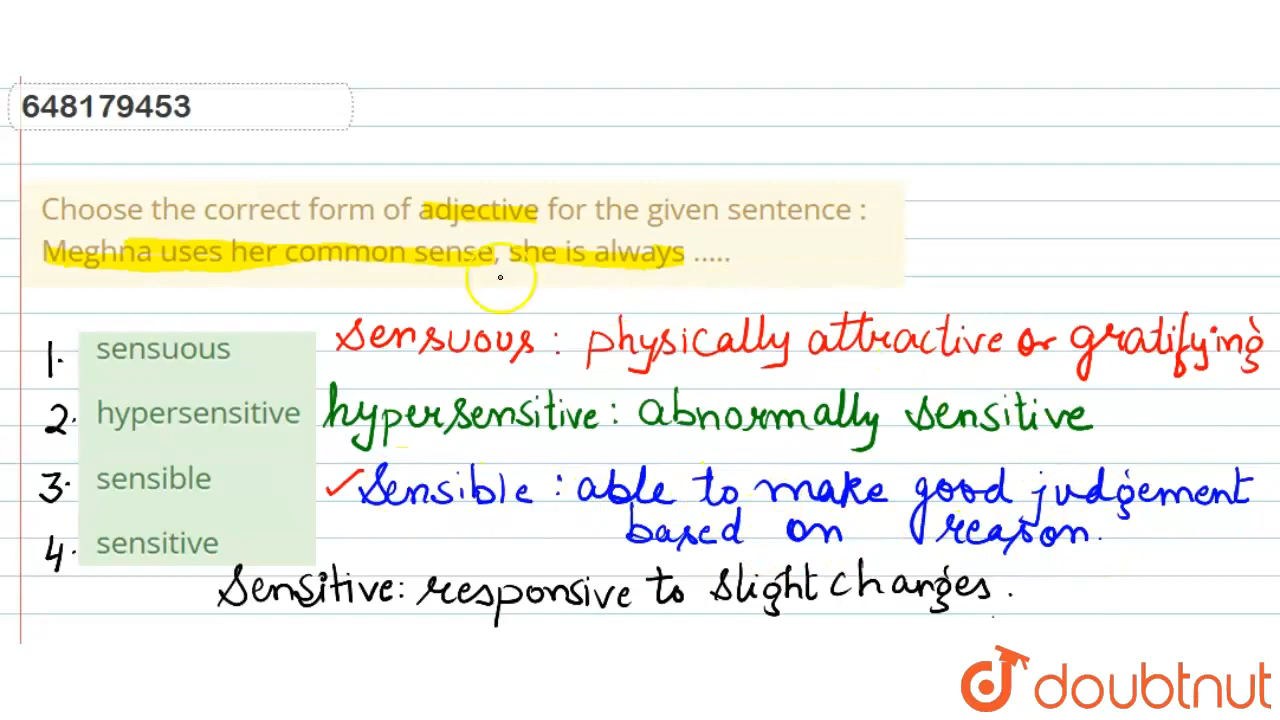 648179453
Choose the correct form of adjective for the given sentence :
Meghna uses her common sense, she is always .....
1. sensuous sensuous : physically attractive or gratifying
2. hypersensitive hypersensitive : abnormally sensitive
3. sensible ✓ sensible : able to make good judgement
based on reason.
4. sensitive
sensitive : responsive to slight changes.
doubtnut